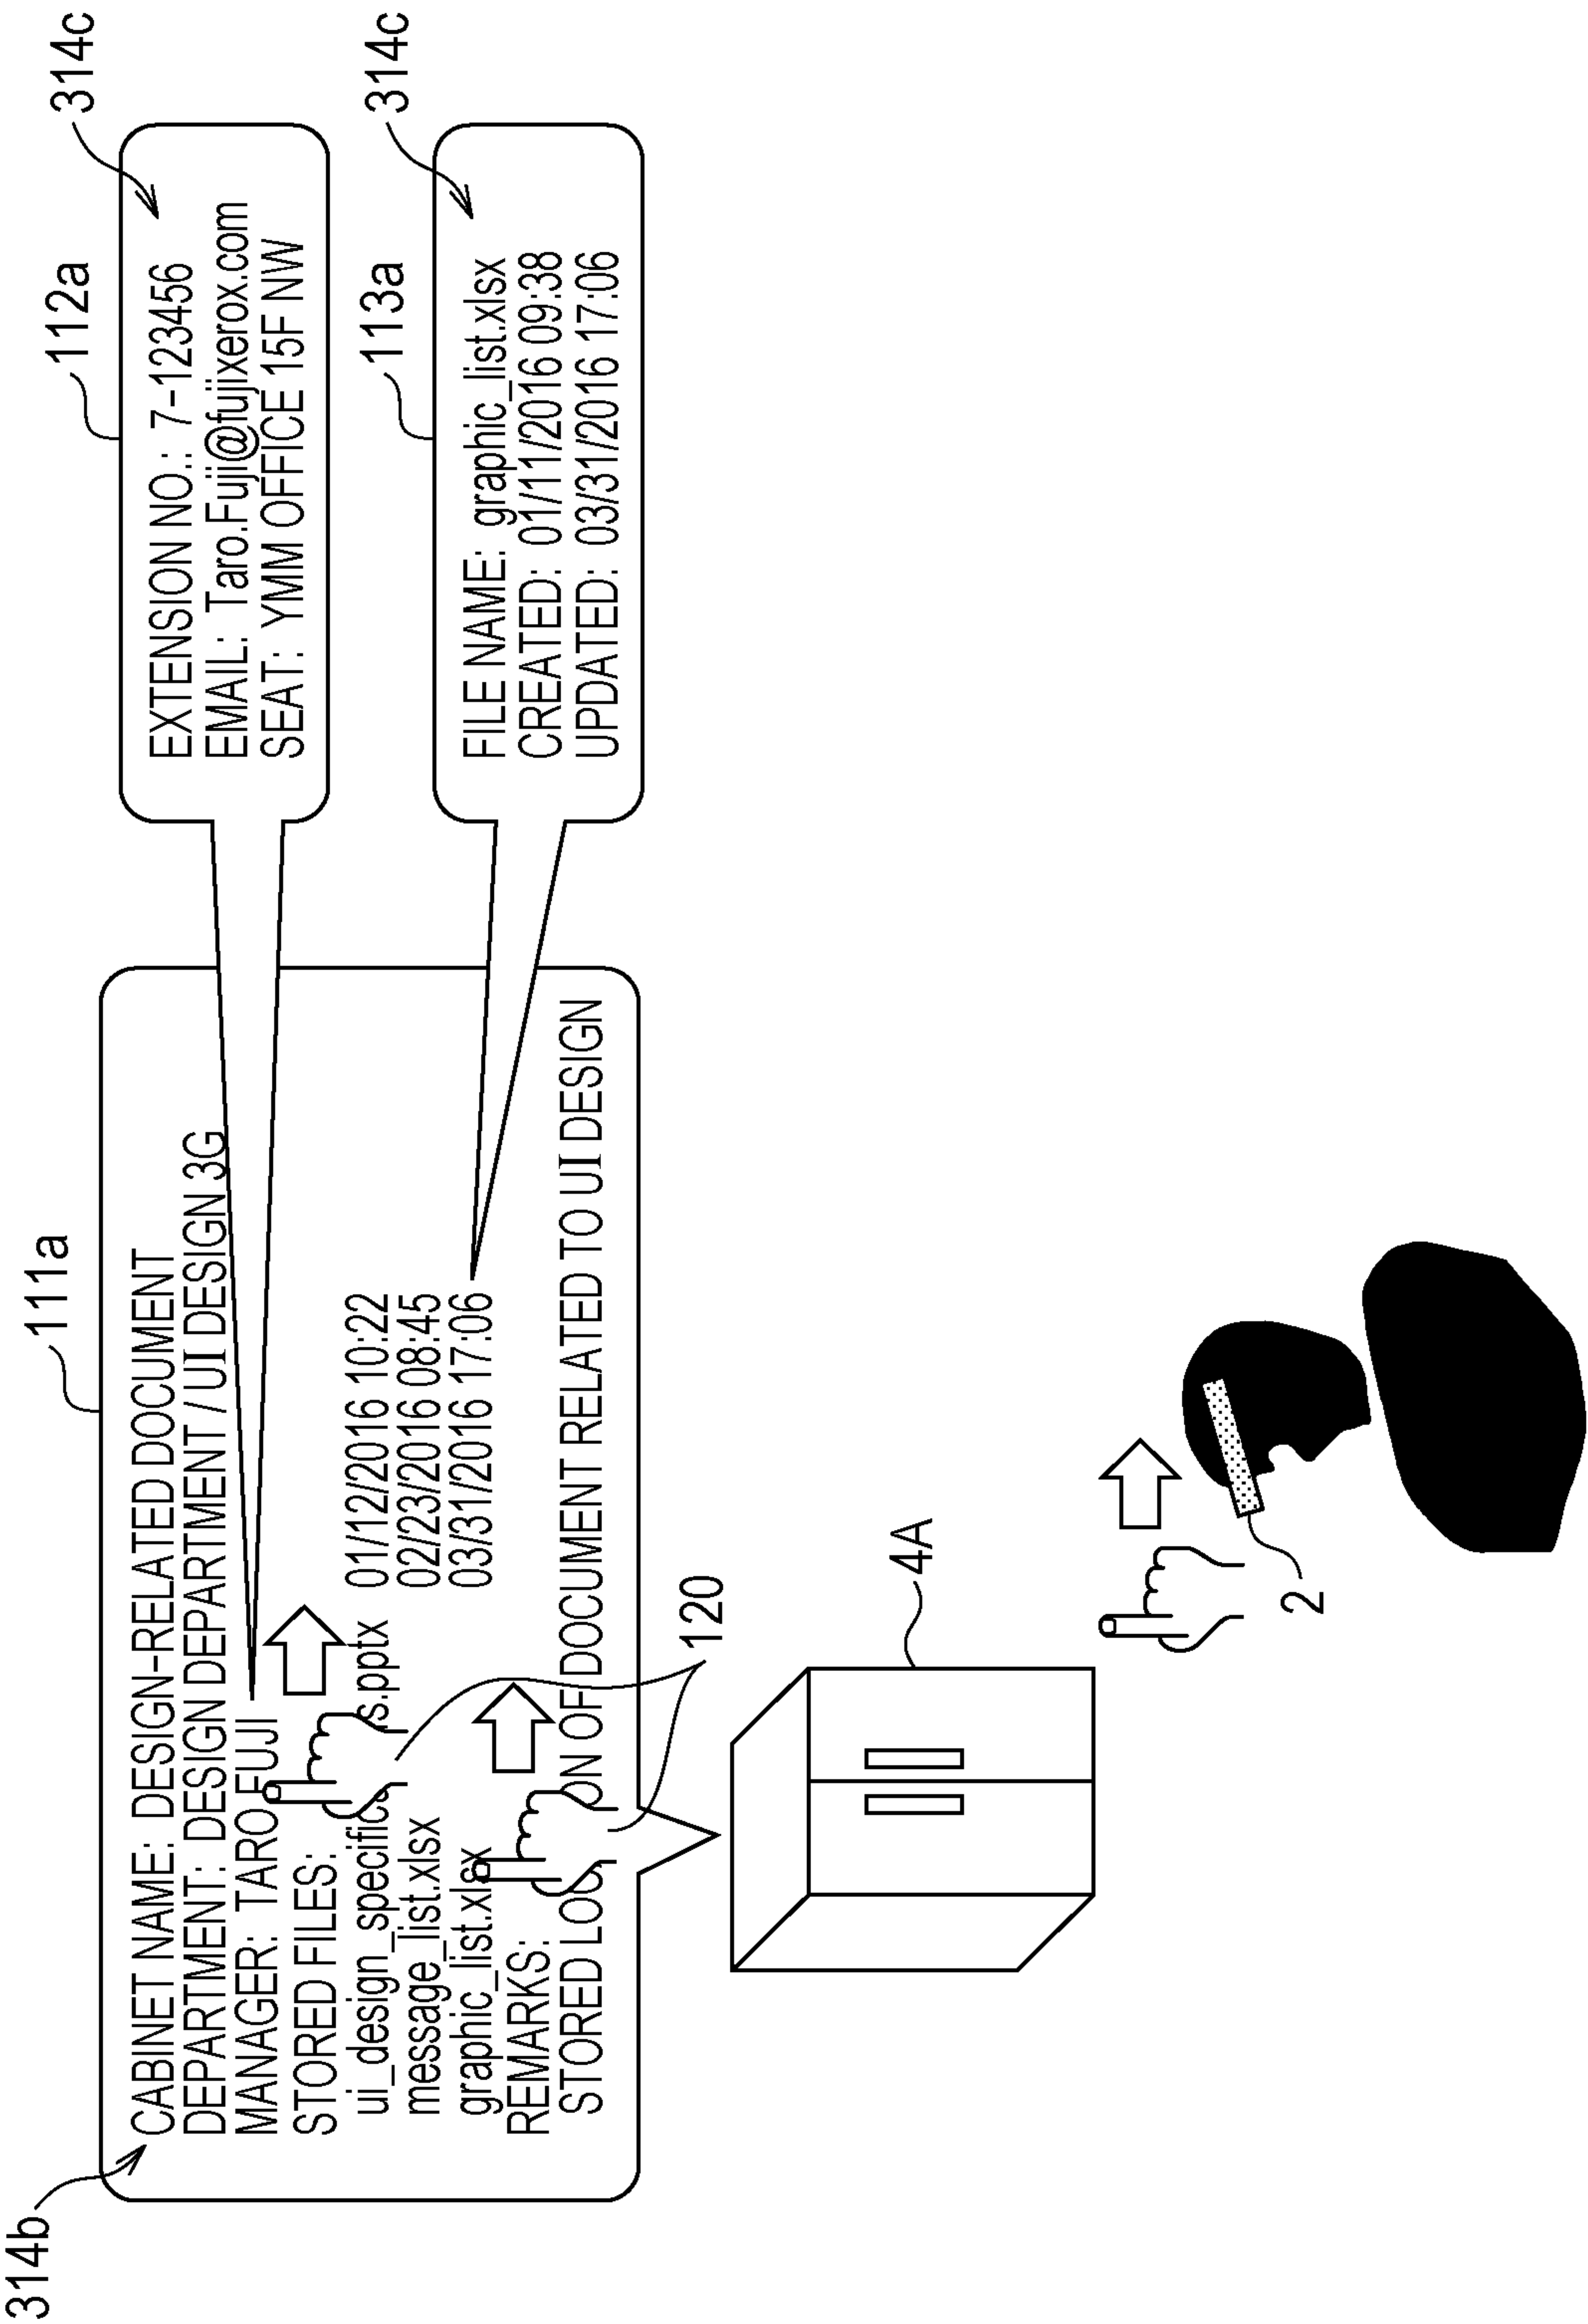 314b
111a
112a
314c
CABINET NAME: DESIGN-RELATED DOCUMENT
DEPARTMENT: DESIGN DEPARTMENT / UI DESIGN 3G
MANAGER: TARO FUJI
STORED FILES:
ui_design_specific s.pptx 01/12/2016 10:22
message_list.xlsx 02/23/2016 08:45
graphic_list.xlsx 03/31/2016 17:06
REMARKS:
STORED LOC ON OF DOCUMENT RELATED TO UI DESIGN
EXTENSION NO.: 7-123456
EMAIL: Taro.Fuji@fujixerox.com
SEAT: YMM OFFICE 15F NW
113a
314c
FILE NAME: graphic_list.xlsx
CREATED: 01/11/2016 09:38
UPDATED: 03/31/2016 17:06
120
4A
2